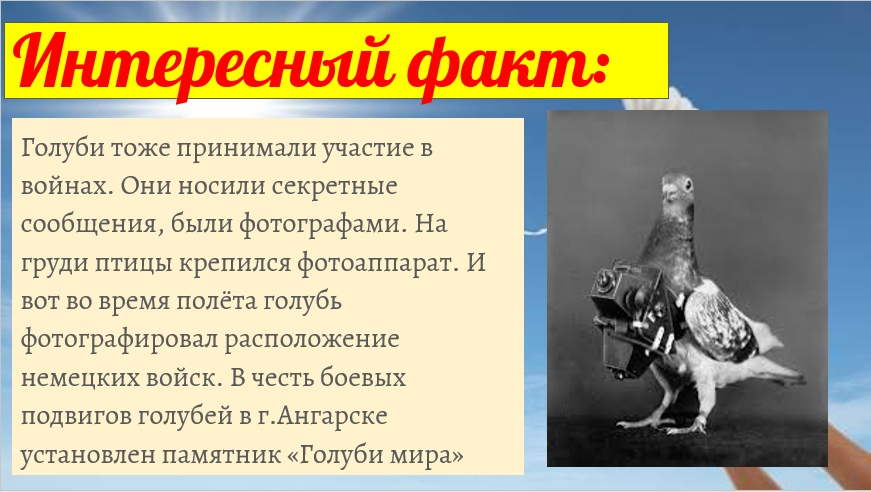 Интересный факт:
Голуби тоже принимали участие в
войнах. Они носили секретные
сообщения, были фотографами. На
груди птицы крепился фотоаппарат. И
вот во время полёта голубь
фотографировал расположение
немецких войск. В честь боевых
подвигов голубей в г.Ангарске
установлен памятник «Голуби мира»